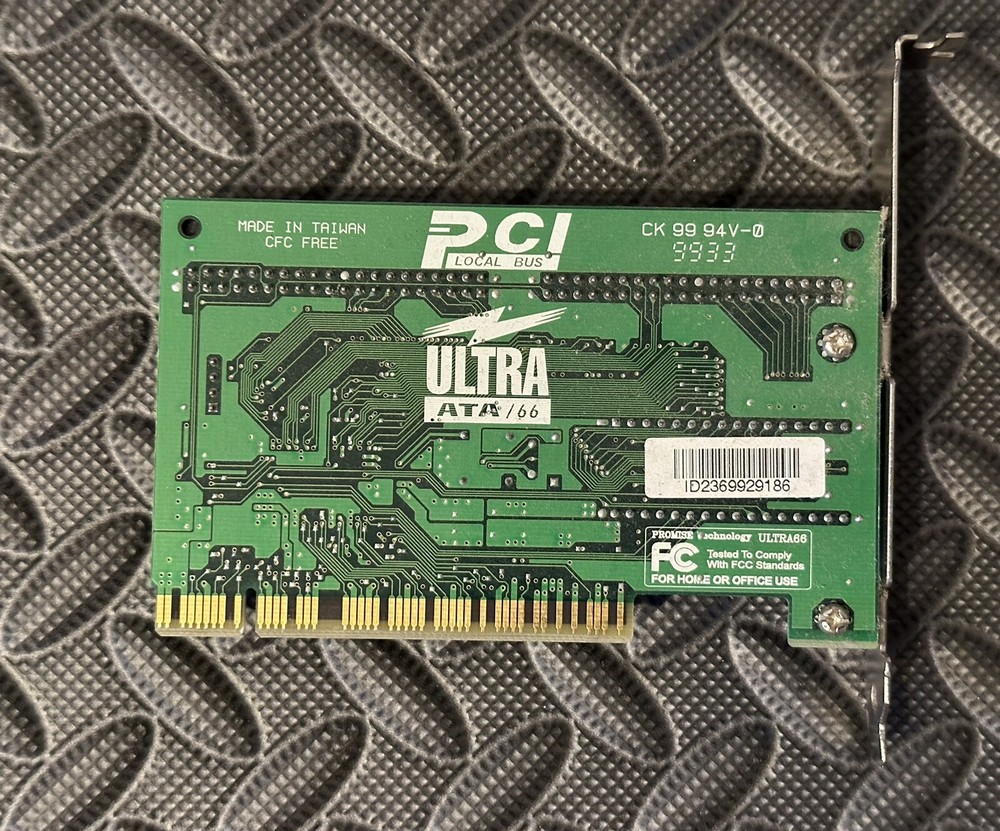 MADE IN TAIWAN
CFC FREE
PCI
LOCAL BUS
CK 99 94V-0
9933
ULTRA
ATA/66
ID2369929186
PROMISE Technology ULTRA66
FC Tested To Comply
With FCC Standards
FOR HOME OR OFFICE USE